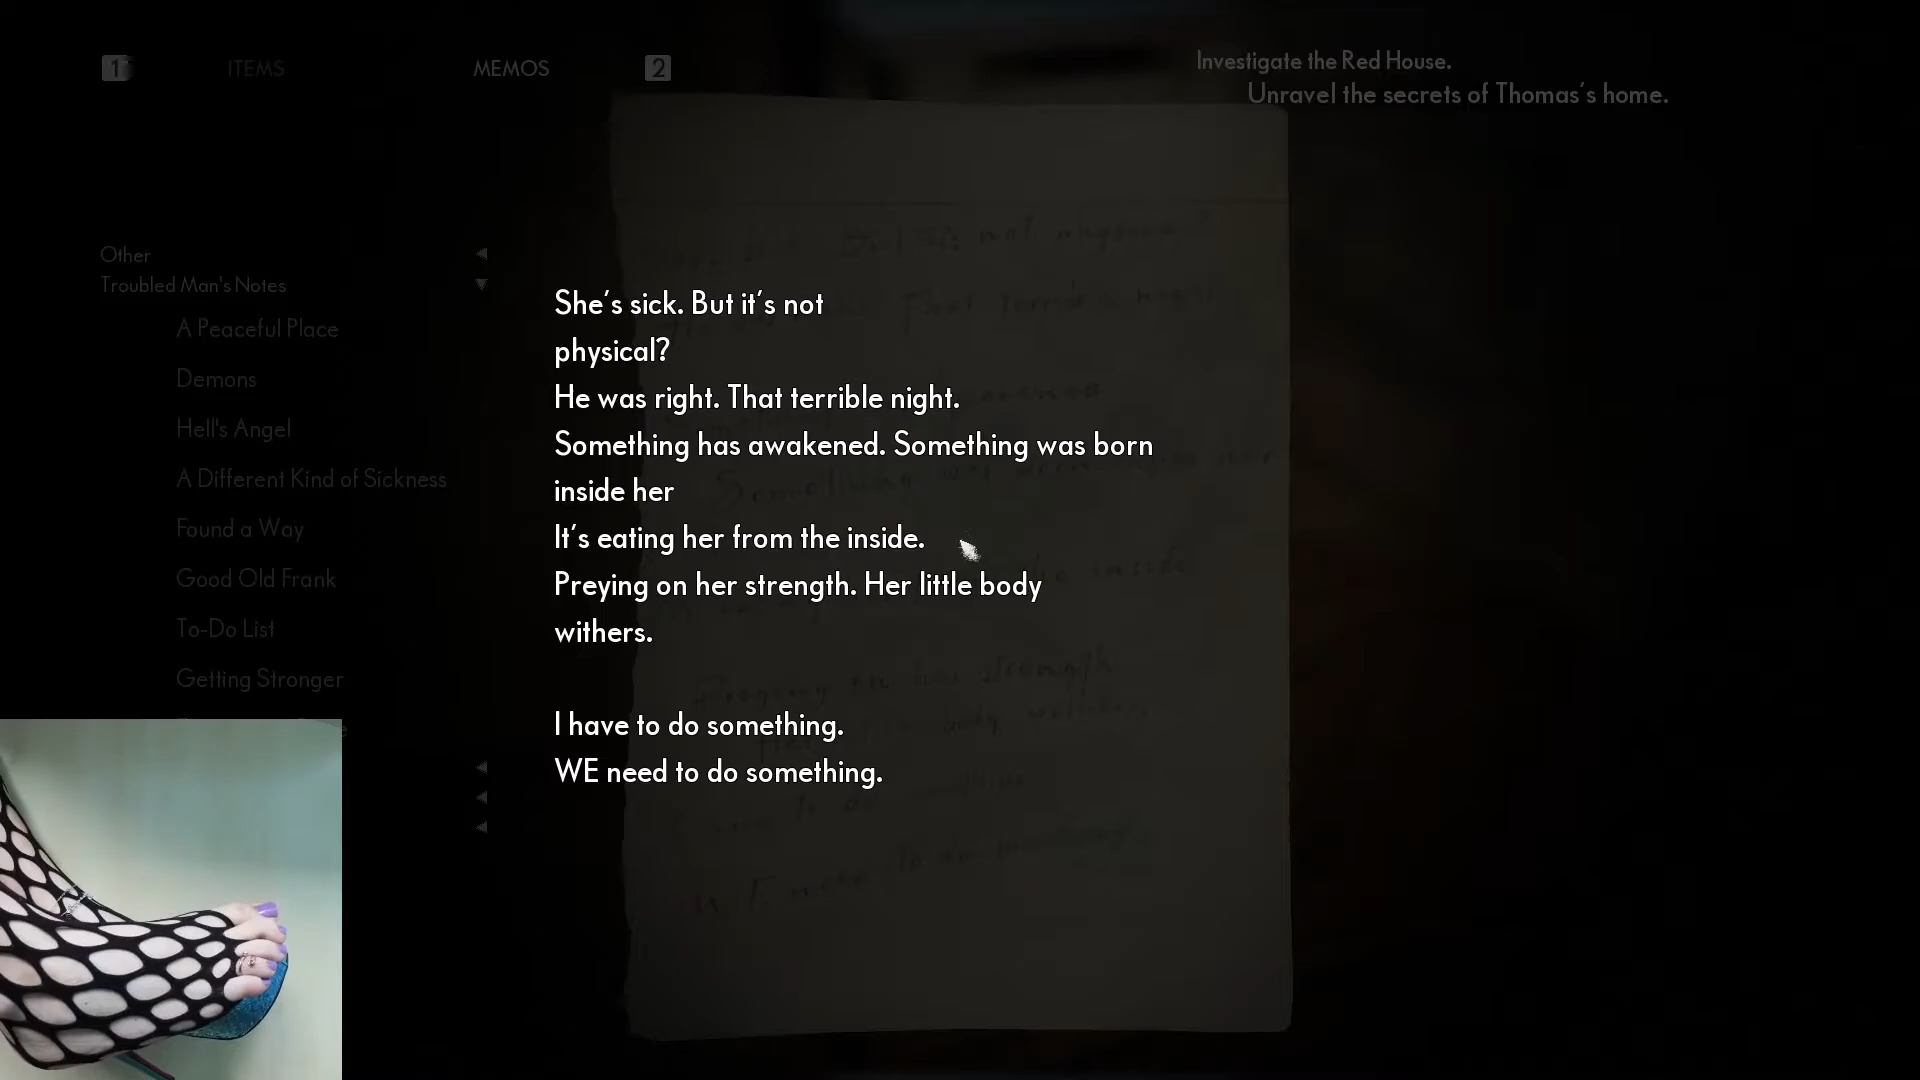 1
ITEMS
MEMOS
2
Investigate the Red House.
Unravel the secrets of Thomas's home.
Other
Troubled Man's Notes
A Peaceful Place
Demons
Hell's Angel
A Different Kind of Sickness
Found a Way
Good Old Frank
To-Do List
Getting Stronger
She's sick. But it's not
physical?
He was right. That terrible night.
Something has awakened. Something was born
inside her
It's eating her from the inside.
Preying on her strength. Her little body
withers.
I have to do something.
WE need to do something.